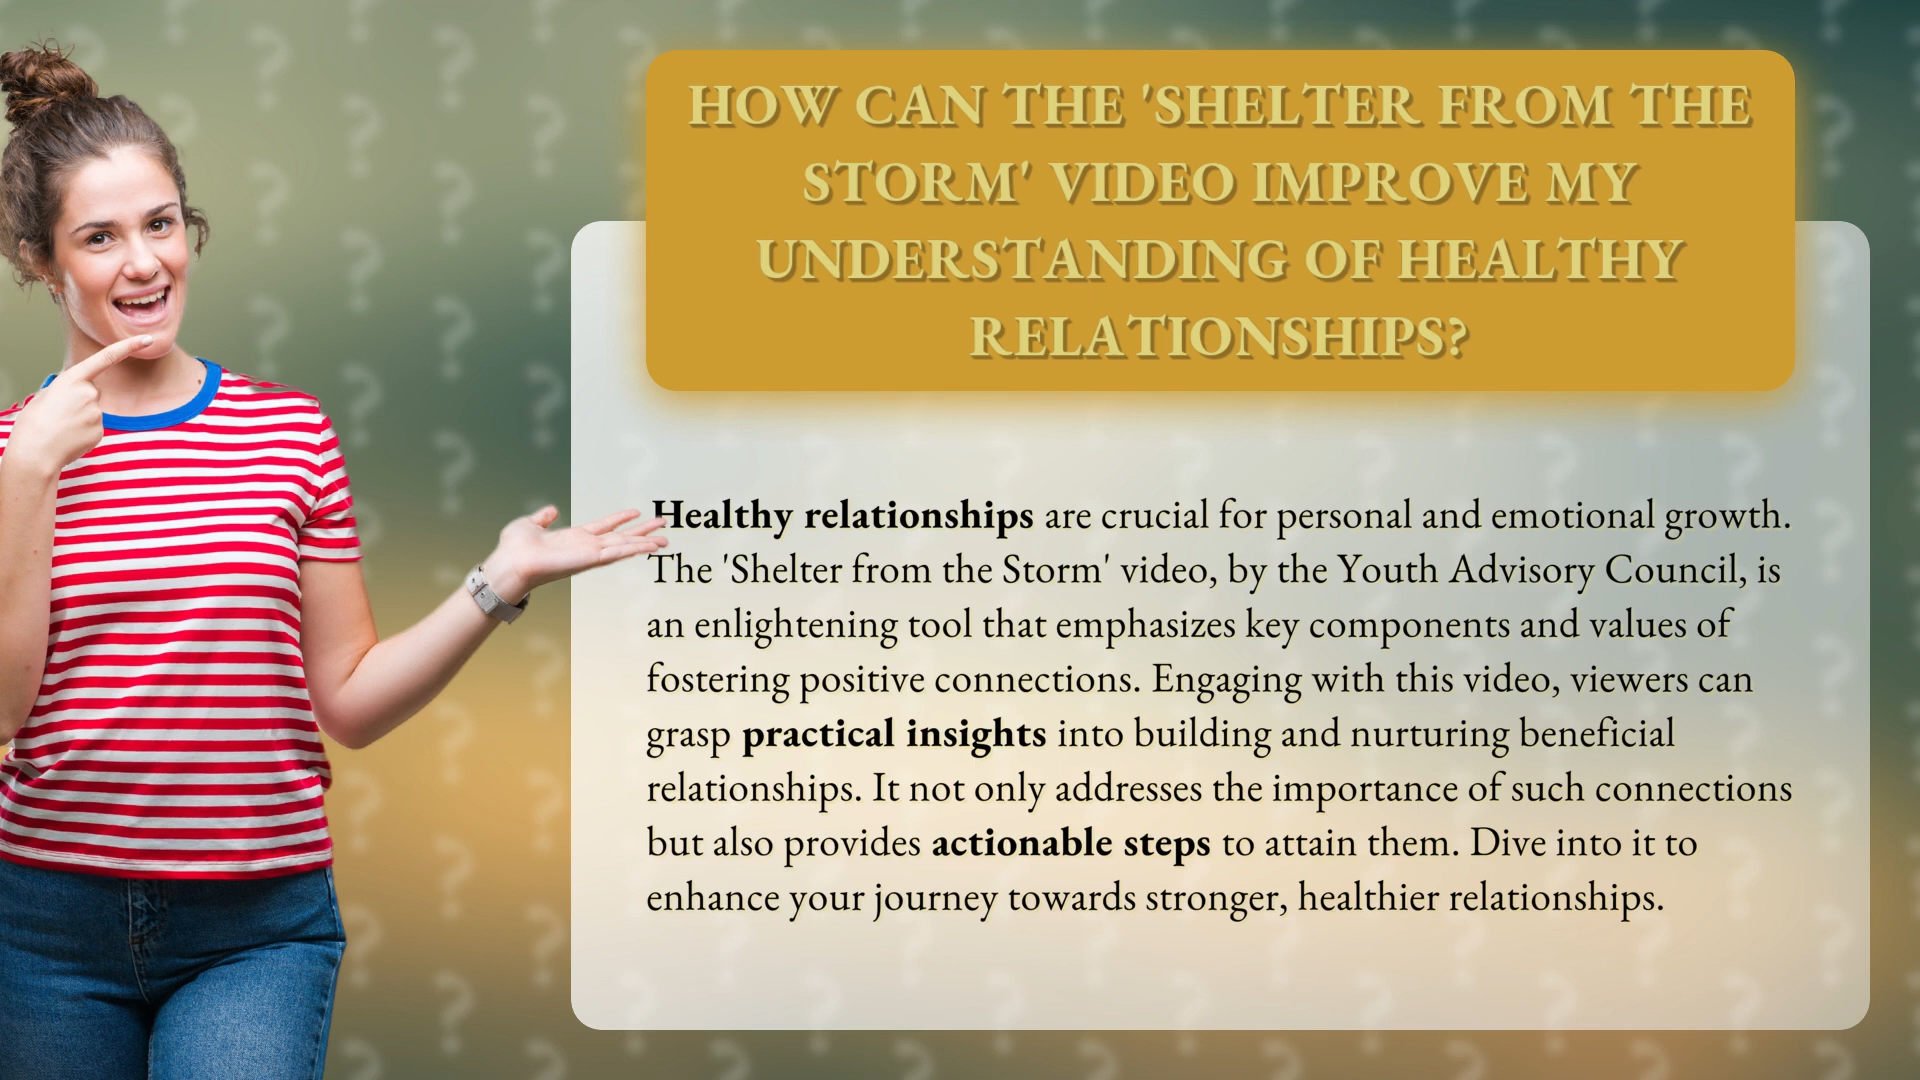 HOW CAN THE 'SHELTER FROM THE
STORM' VIDEO IMPROVE MY
UNDERSTANDING OF HEALTHY
RELATIONSHIPS?
Healthy relationships are crucial for personal and emotional growth.
The 'Shelter from the Storm' video, by the Youth Advisory Council, is
an enlightening tool that emphasizes key components and values of
fostering positive connections. Engaging with this video, viewers can
grasp practical insights into building and nurturing beneficial
relationships. It not only addresses the importance of such connections
but also provides actionable steps to attain them. Dive into it to
enhance your journey towards stronger, healthier relationships.